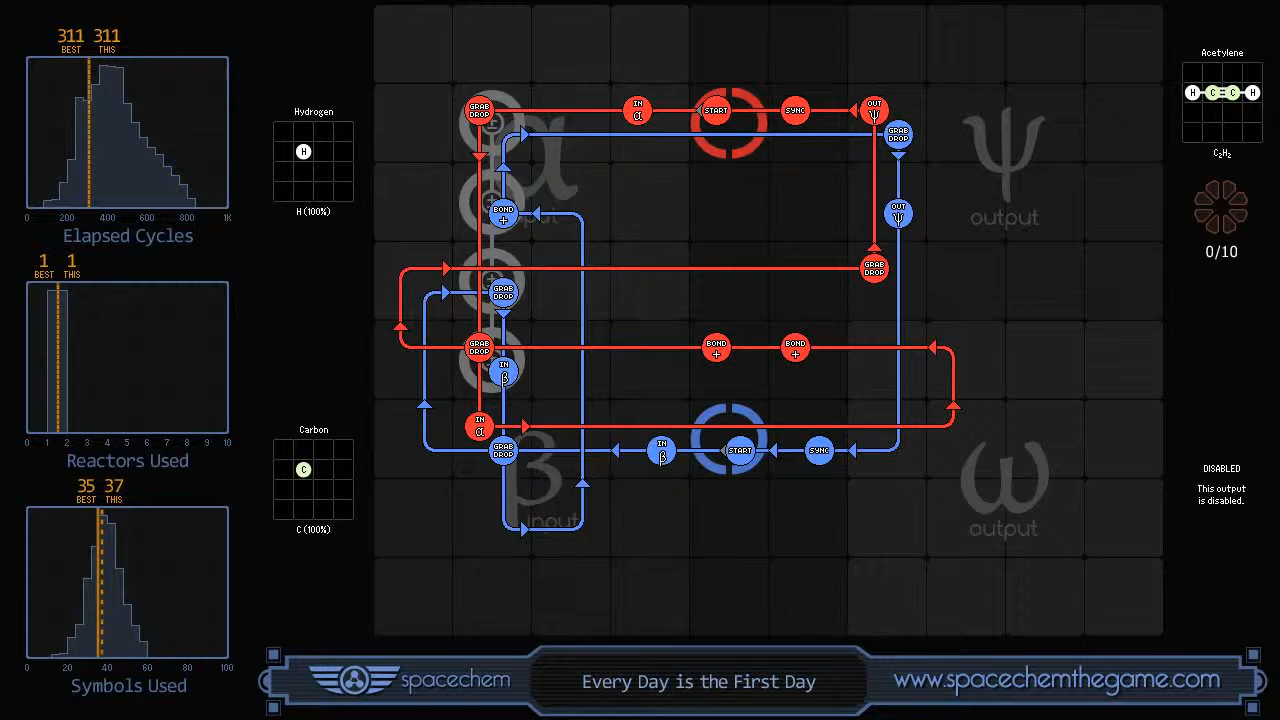 311 311
BEST THIS
0 200 400 600 800 1K
Elapsed Cycles
1 1
BEST THIS
0 1 2 3 4 5 6 7 8 9 10
Reactors Used
35 37
BEST THIS
0 20 40 60 80 100
Symbols Used
Hydrogen
H
H (100%)
Carbon
C
C (100%)
GRAB DROP
IN α
START
SYNC
OUT Ψ
GRAB DROP
α
input
BOND +
OUT Ψ
ψ
output
GRAB DROP
GRAB DROP
GRAB DROP
BOND +
BOND +
IN β
IN α
GRAB DROP
IN β
START
SYNC
β
input
ω
output
Acetylene
H C C H
C₂H₂
0/10
DISABLED
This output
is disabled.
spacechem
Every Day is the First Day
www.spacechemthegame.com